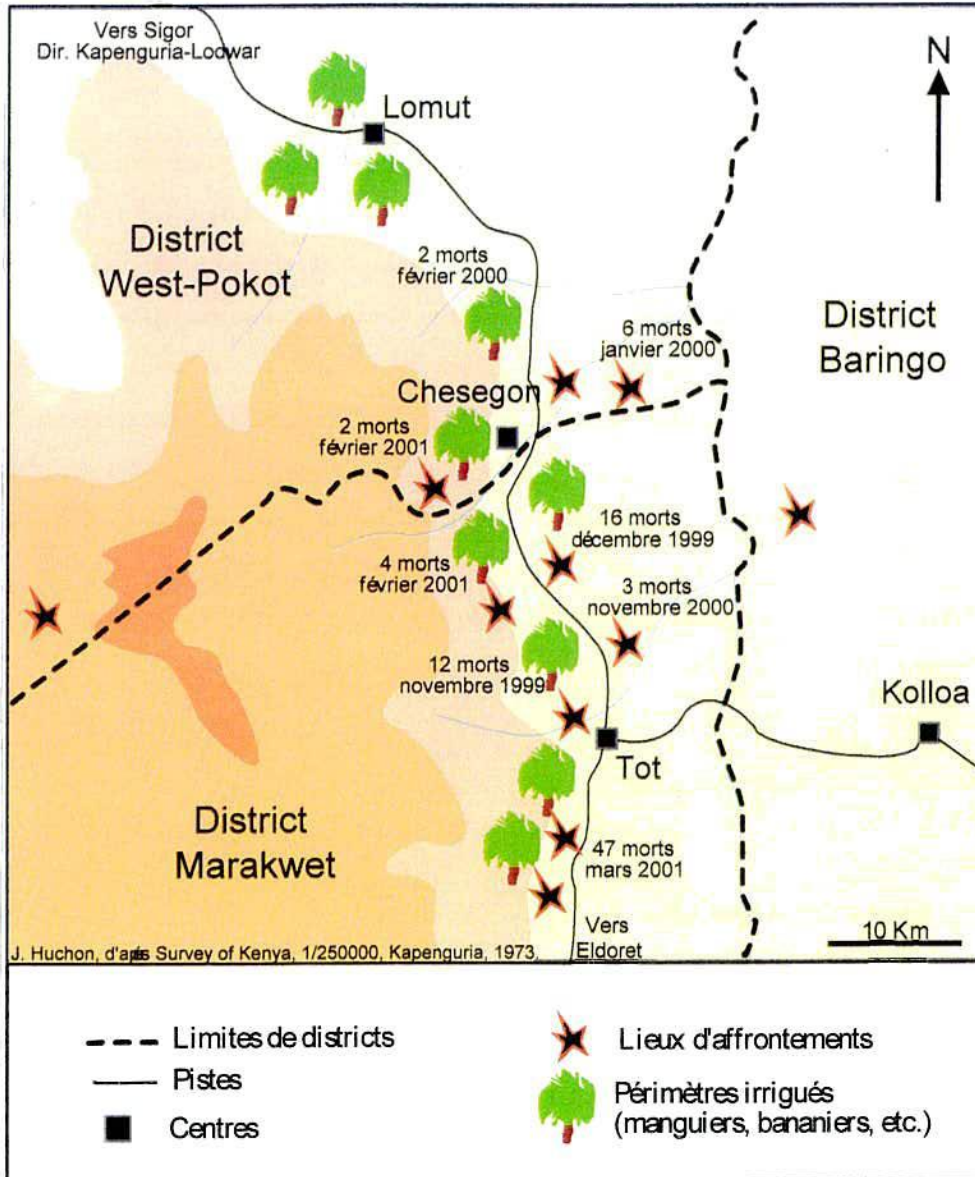 Vers Sigor
Dir. Kapenguria-Lodwar
N
Lomut
District
West-Pokot
2 morts
février 2000
6 morts
janvier 2000
District
Baringo
Chesegon
2 morts
février 2001
16 morts
décembre 1999
4 morts
février 2001
3 morts
novembre 2000
12 morts
novembre 1999
Kolloa
Tot
District
Marakwet
47 morts
mars 2001
Vers
Eldoret
10 Km
J. Huchon, d'après Survey of Kenya, 1/250000, Kapenguria, 1973,
Limites de districts
Pistes
Centres
Lieux d'affrontements
Périmètres irrigués
(manguiers, bananiers, etc.)